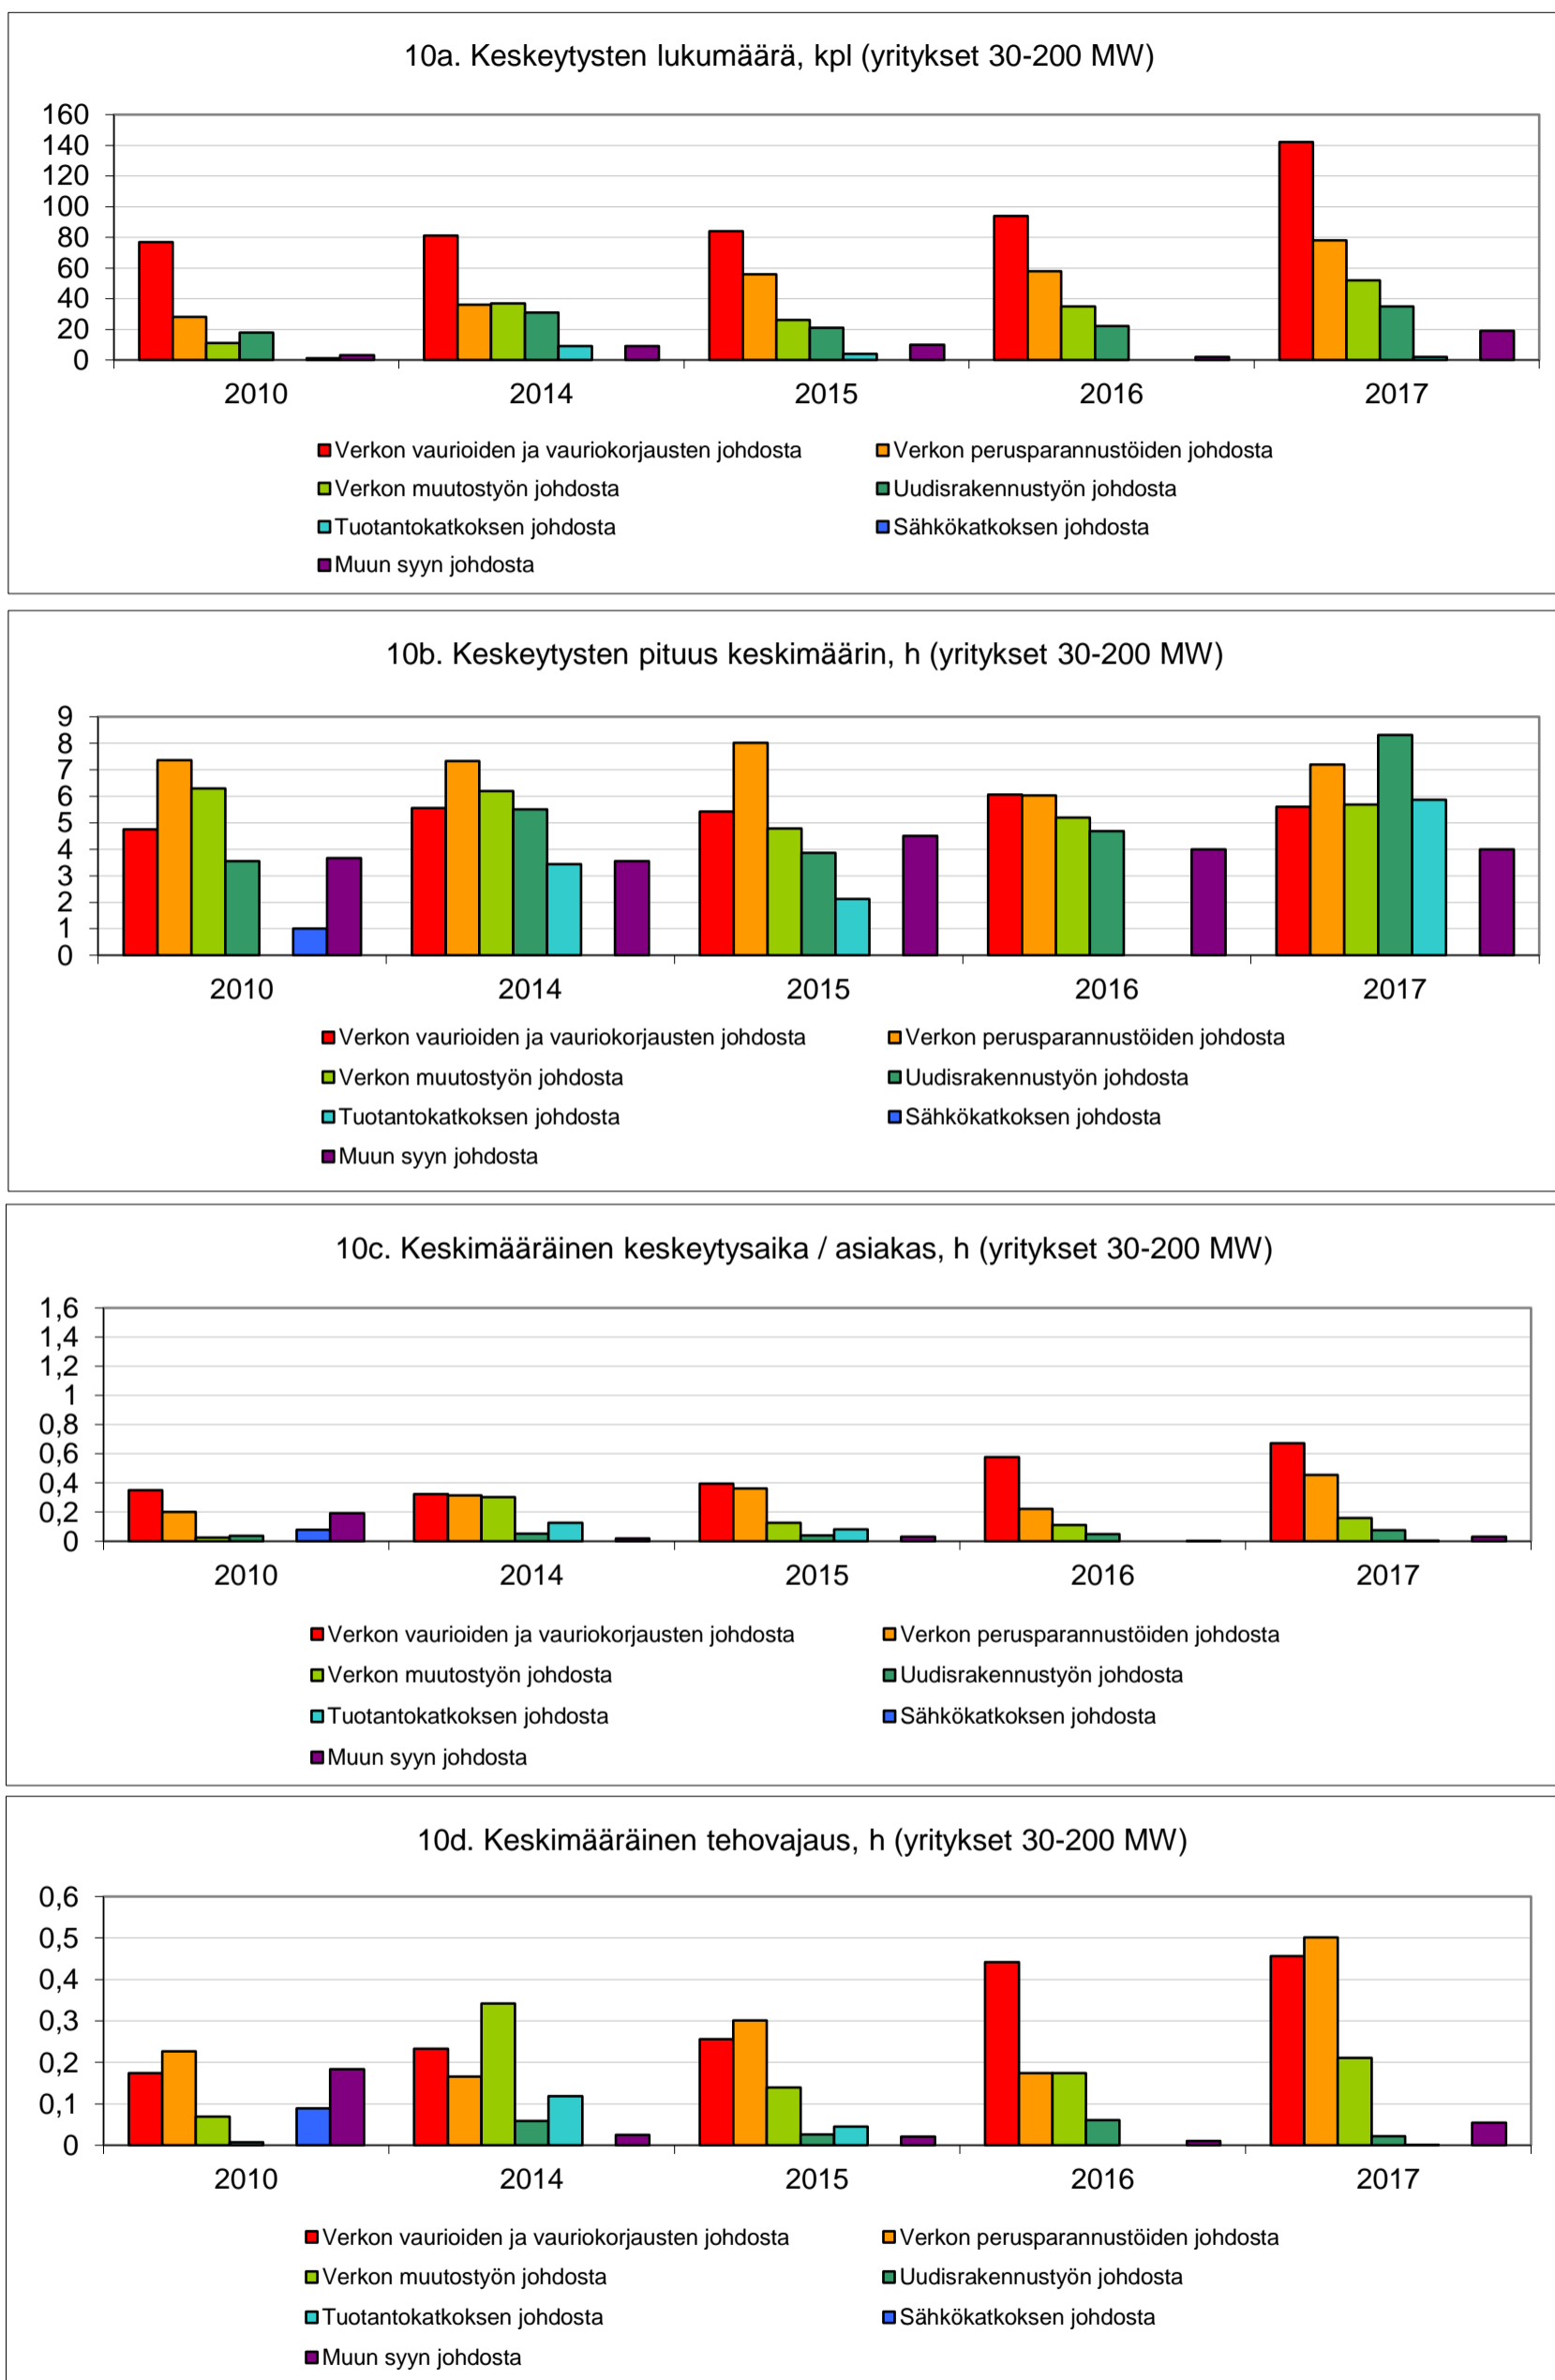 10a. Keskeytysten lukumäärä, kpl (yritykset 30-200 MW)
160
140
120
100
80
60
40
20
0
2010 2014 2015 2016 2017
Verkon vaurioiden ja vauriokorjausten johdosta Verkon perusparannustöiden johdosta
Verkon muutostyön johdosta Uudisrakennustyön johdosta
Tuotantokatkoksen johdosta Sähkökatkoksen johdosta
Muun syyn johdosta
10b. Keskeytysten pituus keskimäärin, h (yritykset 30-200 MW)
9
8
7
6
5
4
3
2
1
0
2010 2014 2015 2016 2017
Verkon vaurioiden ja vauriokorjausten johdosta Verkon perusparannustöiden johdosta
Verkon muutostyön johdosta Uudisrakennustyön johdosta
Tuotantokatkoksen johdosta Sähkökatkoksen johdosta
Muun syyn johdosta
10c. Keskimääräinen keskeytysaika / asiakas, h (yritykset 30-200 MW)
1,6
1,4
1,2
1
0,8
0,6
0,4
0,2
0
2010 2014 2015 2016 2017
Verkon vaurioiden ja vauriokorjausten johdosta Verkon perusparannustöiden johdosta
Verkon muutostyön johdosta Uudisrakennustyön johdosta
Tuotantokatkoksen johdosta Sähkökatkoksen johdosta
Muun syyn johdosta
10d. Keskimääräinen tehovajaus, h (yritykset 30-200 MW)
0,6
0,5
0,4
0,3
0,2
0,1
0
2010 2014 2015 2016 2017
Verkon vaurioiden ja vauriokorjausten johdosta Verkon perusparannustöiden johdosta
Verkon muutostyön johdosta Uudisrakennustyön johdosta
Tuotantokatkoksen johdosta Sähkökatkoksen johdosta
Muun syyn johdosta